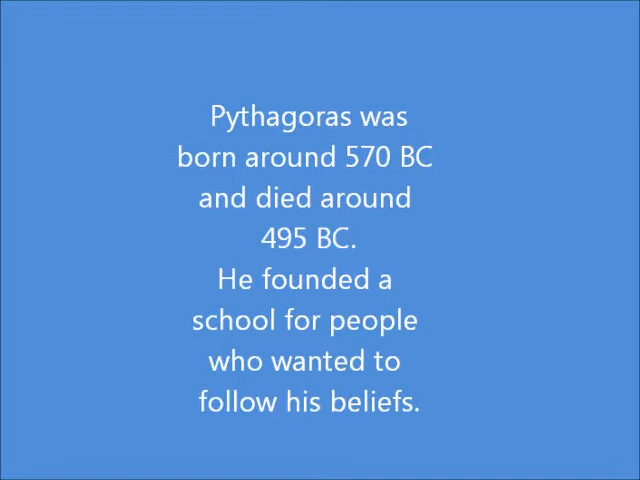 Pythagoras was
born around 570 BC
and died around
495 BC.
He founded a
school for people
who wanted to
follow his beliefs.